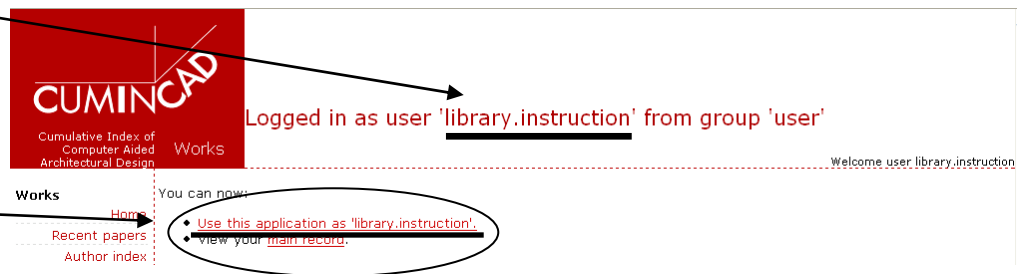 CUMINCAD
Cumulative Index of
Computer Aided
Architectural Design
Works
Logged in as user 'library.instruction' from group 'user'
Welcome user library.instruction
Works
Home
Recent papers
Author index
You can now:
Use this application as 'library.instruction'.
View your main record.